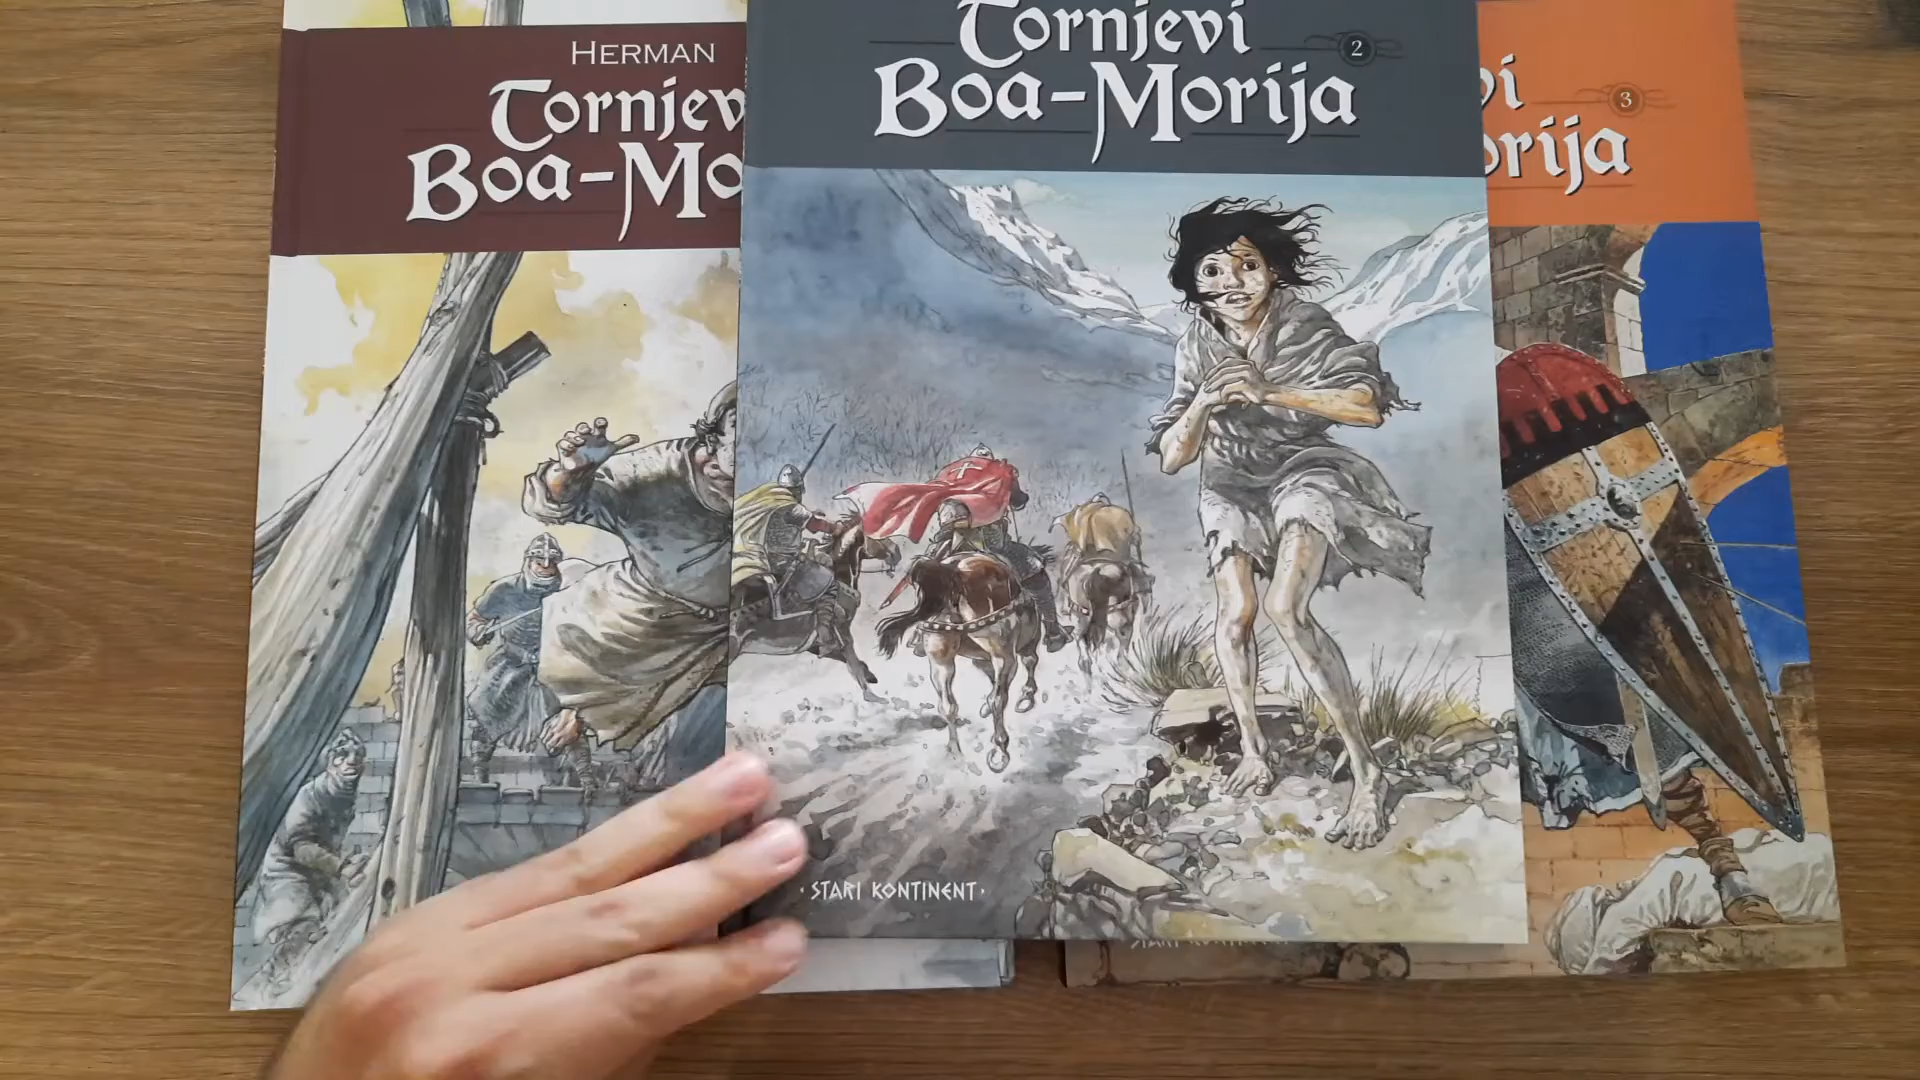 HERMAN
Tornjev
Boa-Mo
Tornjevi
2
Boa-Morija
• STARI KONTINENT •
vi
3
orija